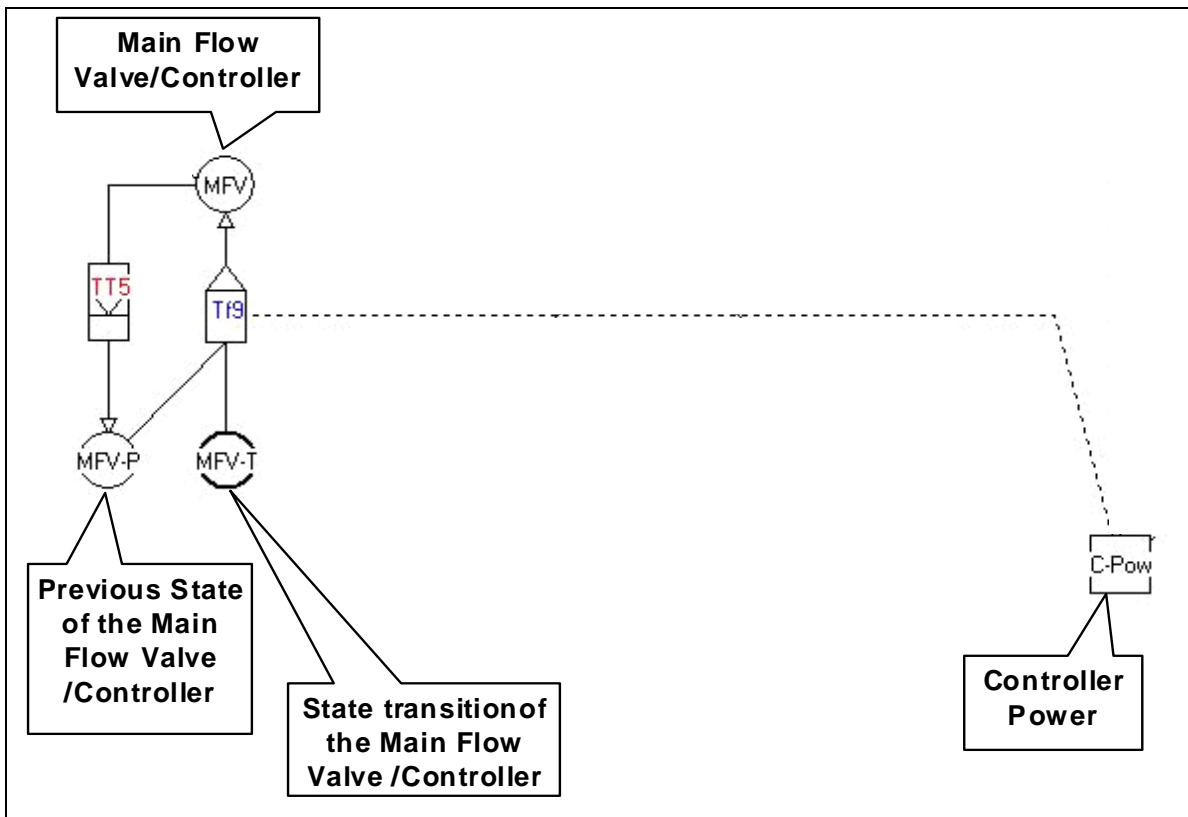 Main Flow
Valve/Controller
MFV
TT5
Tf9
MFV-P
MFV-T
C-Pow
Previous State
of the Main
Flow Valve
/Controller
State transitionof
the Main Flow
Valve /Controller
Controller
Power